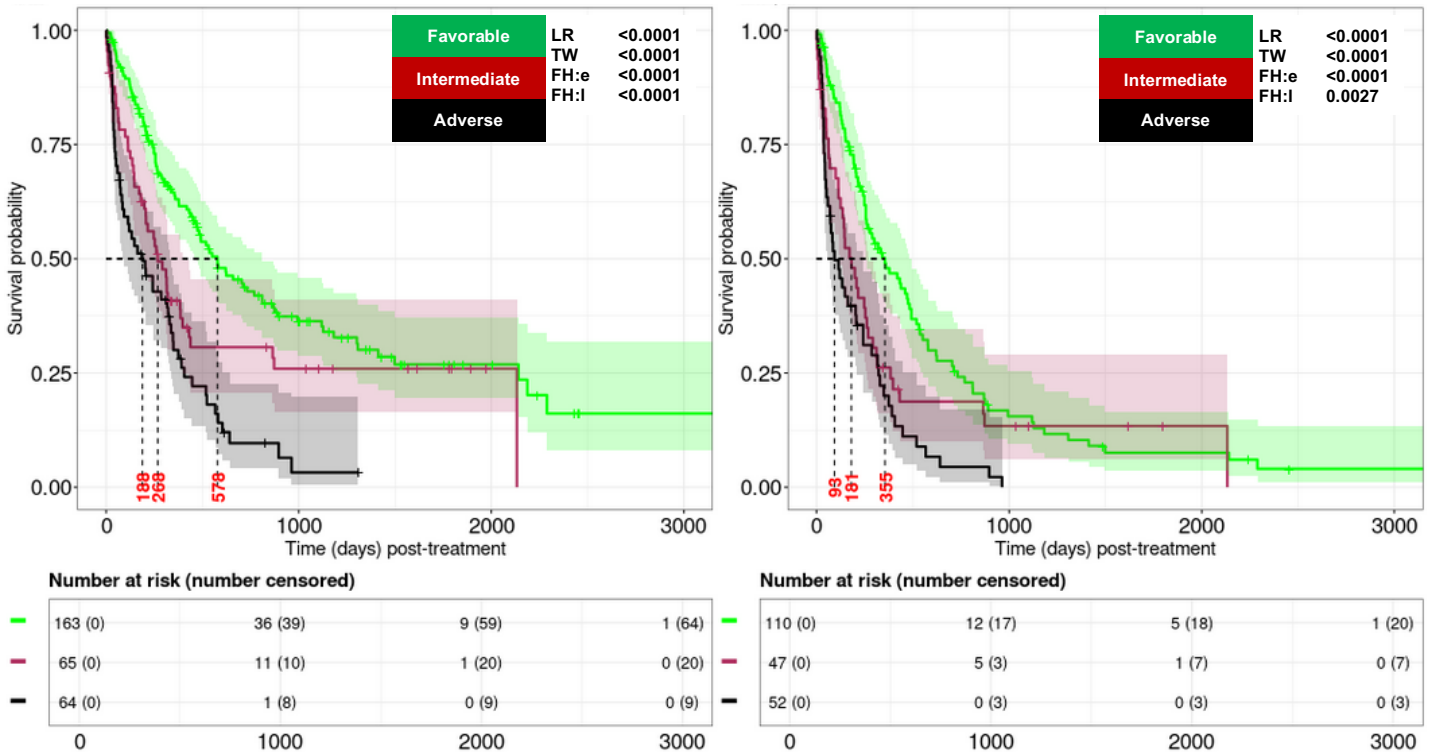 Favorable
Intermediate
Adverse
LR <0.0001
TW <0.0001
FH:e <0.0001
FH:l <0.0001
Survival probability
1.00
0.75
0.50
0.25
0.00
188
268
578
0 1000 2000 3000
Time (days) post-treatment
Number at risk (number censored)
163 (0) 36 (39) 9 (59) 1 (64)
65 (0) 11 (10) 1 (20) 0 (20)
64 (0) 1 (8) 0 (9) 0 (9)
0 1000 2000 3000
Favorable
Intermediate
Adverse
LR <0.0001
TW <0.0001
FH:e <0.0001
FH:l 0.0027
Survival probability
1.00
0.75
0.50
0.25
0.00
93
181
355
0 1000 2000 3000
Time (days) post-treatment
Number at risk (number censored)
110 (0) 12 (17) 5 (18) 1 (20)
47 (0) 5 (3) 1 (7) 0 (7)
52 (0) 0 (3) 0 (3) 0 (3)
0 1000 2000 3000